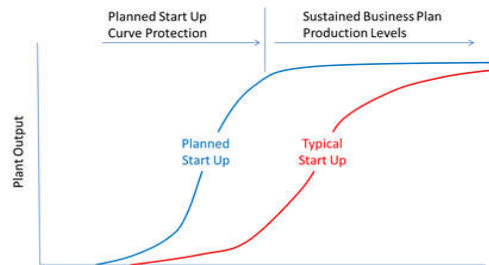 Planned Start Up
Curve Protection
Sustained Business Plan
Production Levels
Planned
Start Up
Typical
Start Up
Plant Output